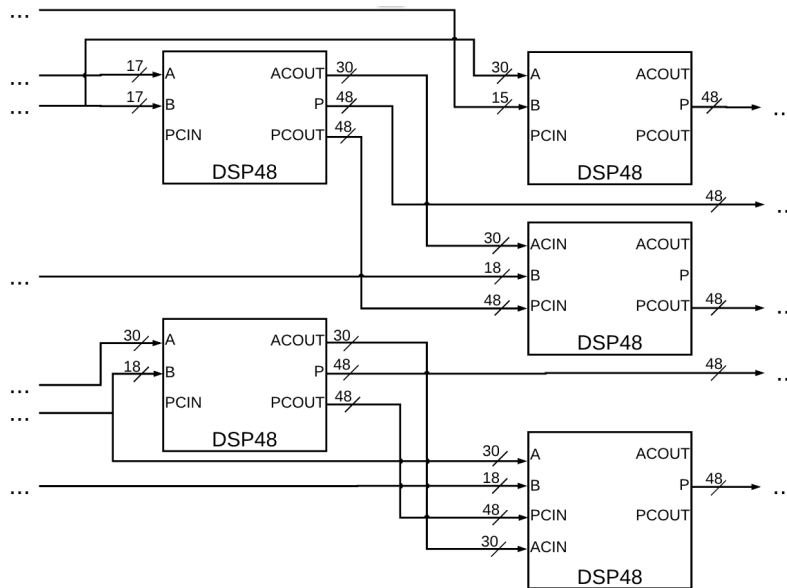 ...
17 A ACOUT 30
30 A ACOUT
...
17 B P 48
15 B P 48 ..
...
PCIN PCOUT 48
PCIN PCOUT
DSP48
DSP48
48 ..
30 ACIN ACOUT
... 18 B P
48 PCIN PCOUT 48 ..
DSP48
30 A ACOUT 30
18 B P 48
48 ..
...
PCIN PCOUT 48
...
DSP48
30 A ACOUT
... 18 B P 48 ..
48 PCIN PCOUT
30 ACIN
DSP48